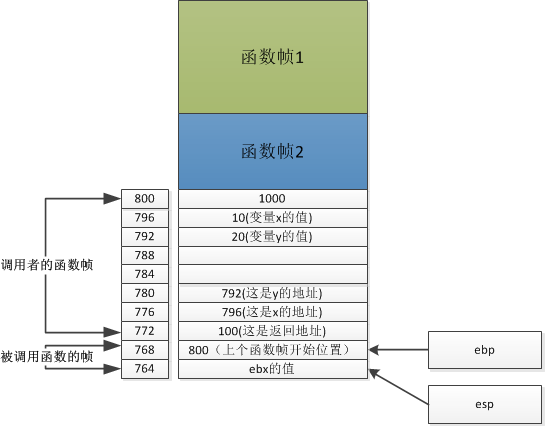 函数帧1
函数帧2
800 1000
796 10(变量x的值)
792 20(变量y的值)
788
784
调用者的函数帧
780 792(这是y的地址)
776 796(这是x的地址)
772 100(这是返回地址)
768 800（上个函数帧开始位置）
ebp
被调用函数的帧
764 ebx的值
esp